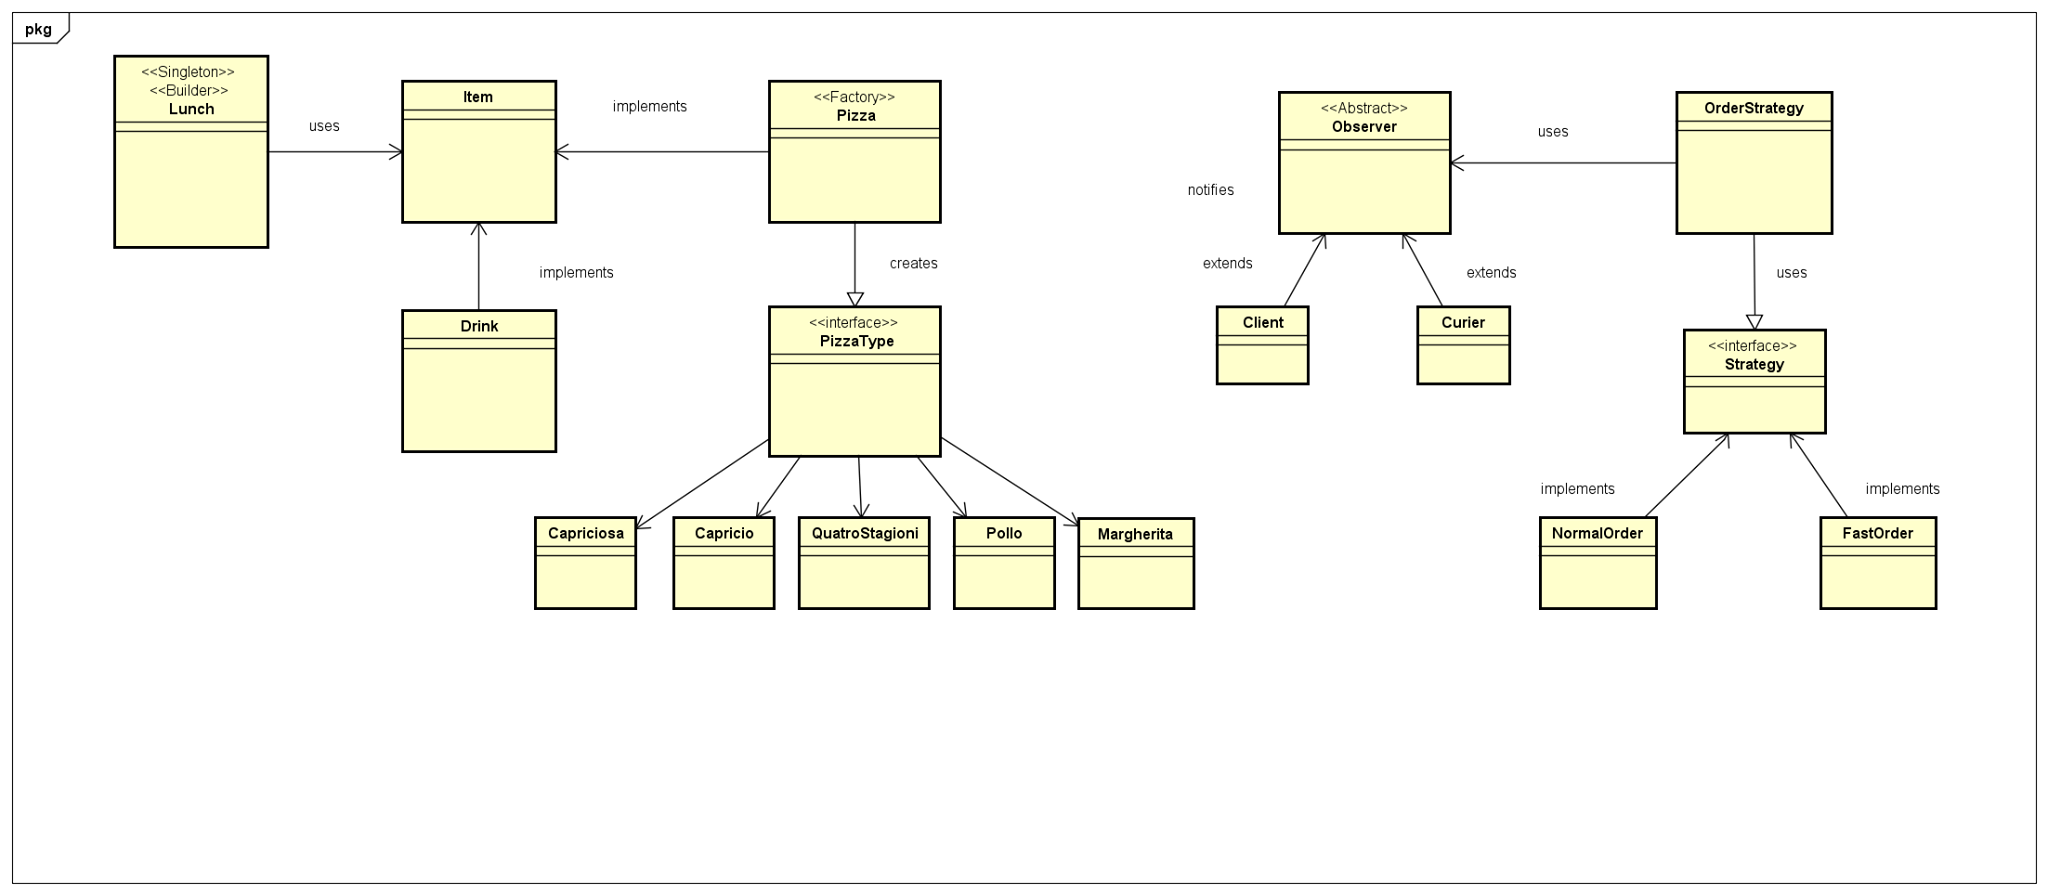 pkg
<<Singleton>>
<<Builder>>
Lunch
uses
Item
implements
<<Factory>>
Pizza
implements
Drink
creates
<<interface>>
PizzaType
Capriciosa
Capricio
QuatroStagioni
Pollo
Margherita
<<Abstract>>
Observer
uses
OrderStrategy
notifies
extends
extends
uses
Client
Curier
<<interface>>
Strategy
implements
implements
NormalOrder
FastOrder